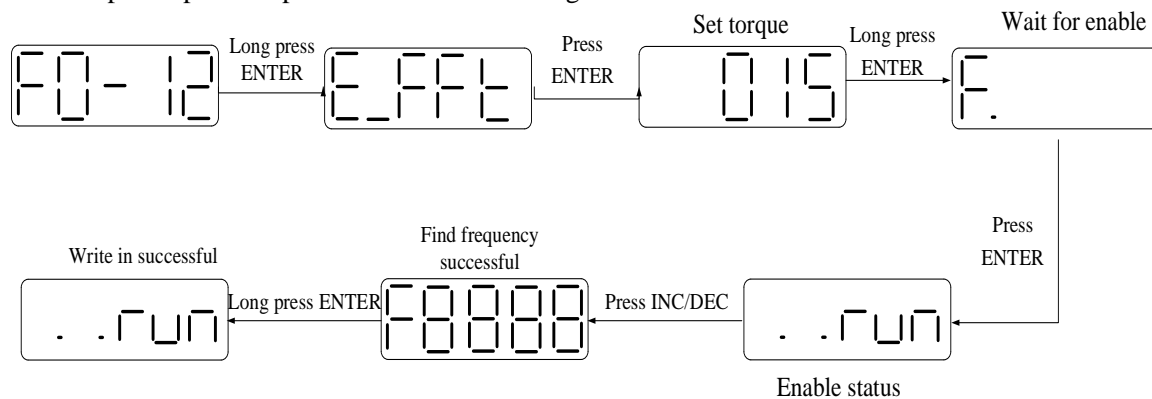 Set torque
Wait for enable
Long press
ENTER
Press
ENTER
Long press
ENTER
F0-12
E_FFt
015
F.
Press
ENTER
Write in successful
Find frequency
successful
Long press ENTER
Press INC/DEC
. .run
F8888
. .run
Enable status